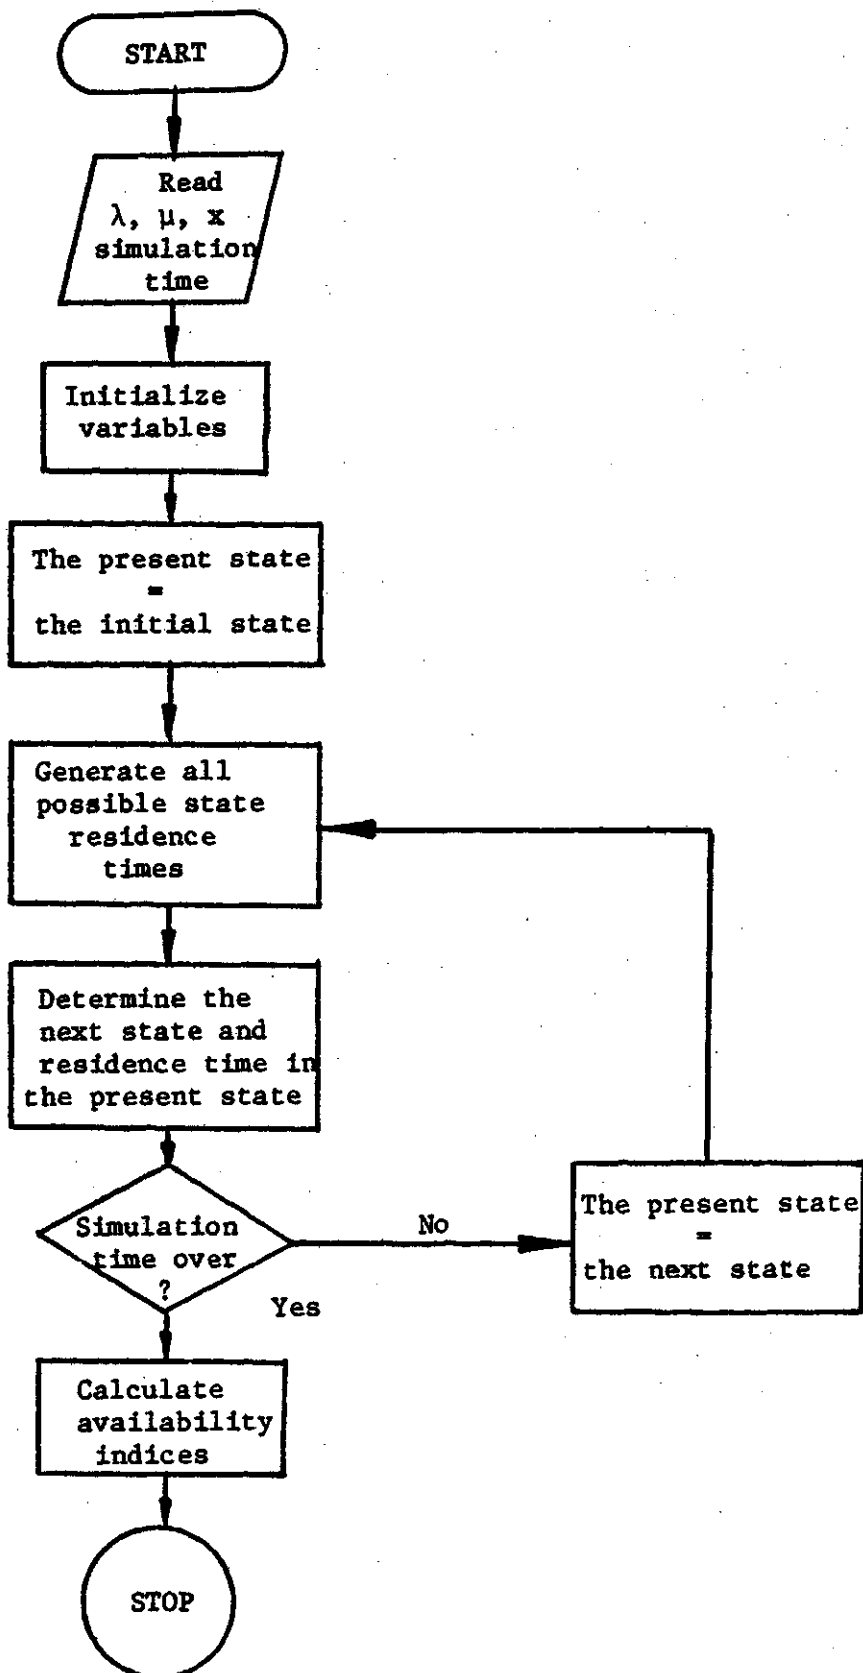 START
Read
λ, μ, x
simulation
time
Initialize
variables
The present state
=
the initial state
Generate all
possible state
residence
times
Determine the
next state and
residence time in
the present state
Simulation
time over
?
No
Yes
The present state
=
the next state
Calculate
availability
indices
STOP